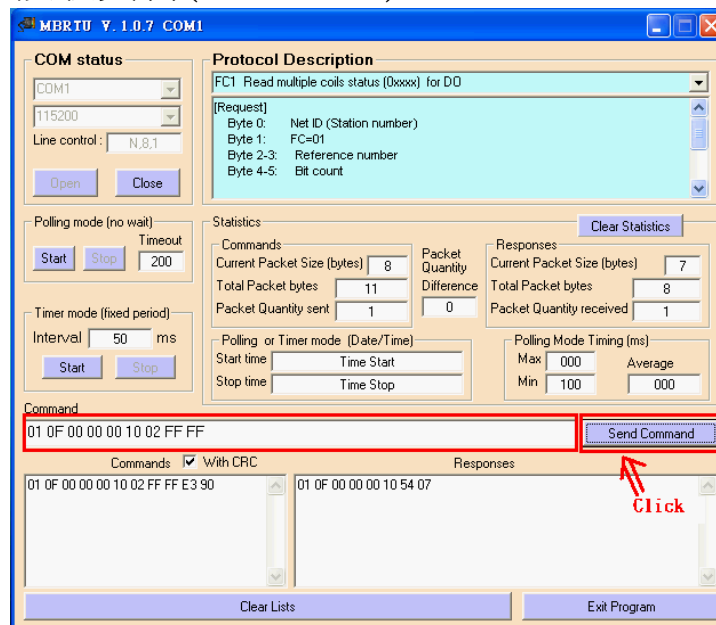 MBRTU V. 1.0.7 COM1
COM status
COM1
115200
Line control : N,8,1
Open Close
Protocol Description
FC1 Read multiple coils status (0xxxx) for DO
[Request]
Byte 0: Net ID (Station number)
Byte 1: FC=01
Byte 2-3: Reference number
Byte 4-5: Bit count
Polling mode (no wait)
Timeout
Start Stop 200
Timer mode (fixed period)
Interval 50 ms
Start Stop
Statistics
Clear Statistics
Commands
Current Packet Size (bytes) 8
Total Packet bytes 11
Packet Quantity sent 1
Packet
Quantity
Difference
0
Responses
Current Packet Size (bytes) 7
Total Packet bytes 8
Packet Quantity received 1
Polling or Timer mode (Date/Time)
Start time Time Start
Stop time Time Stop
Polling Mode Timing (ms)
Max 000 Average
Min 100 000
Command
01 0F 00 00 00 10 02 FF FF
Send Command
Commands With CRC
Responses
01 0F 00 00 00 10 02 FF FF E3 90
01 0F 00 00 00 10 54 07
Click
Clear Lists
Exit Program